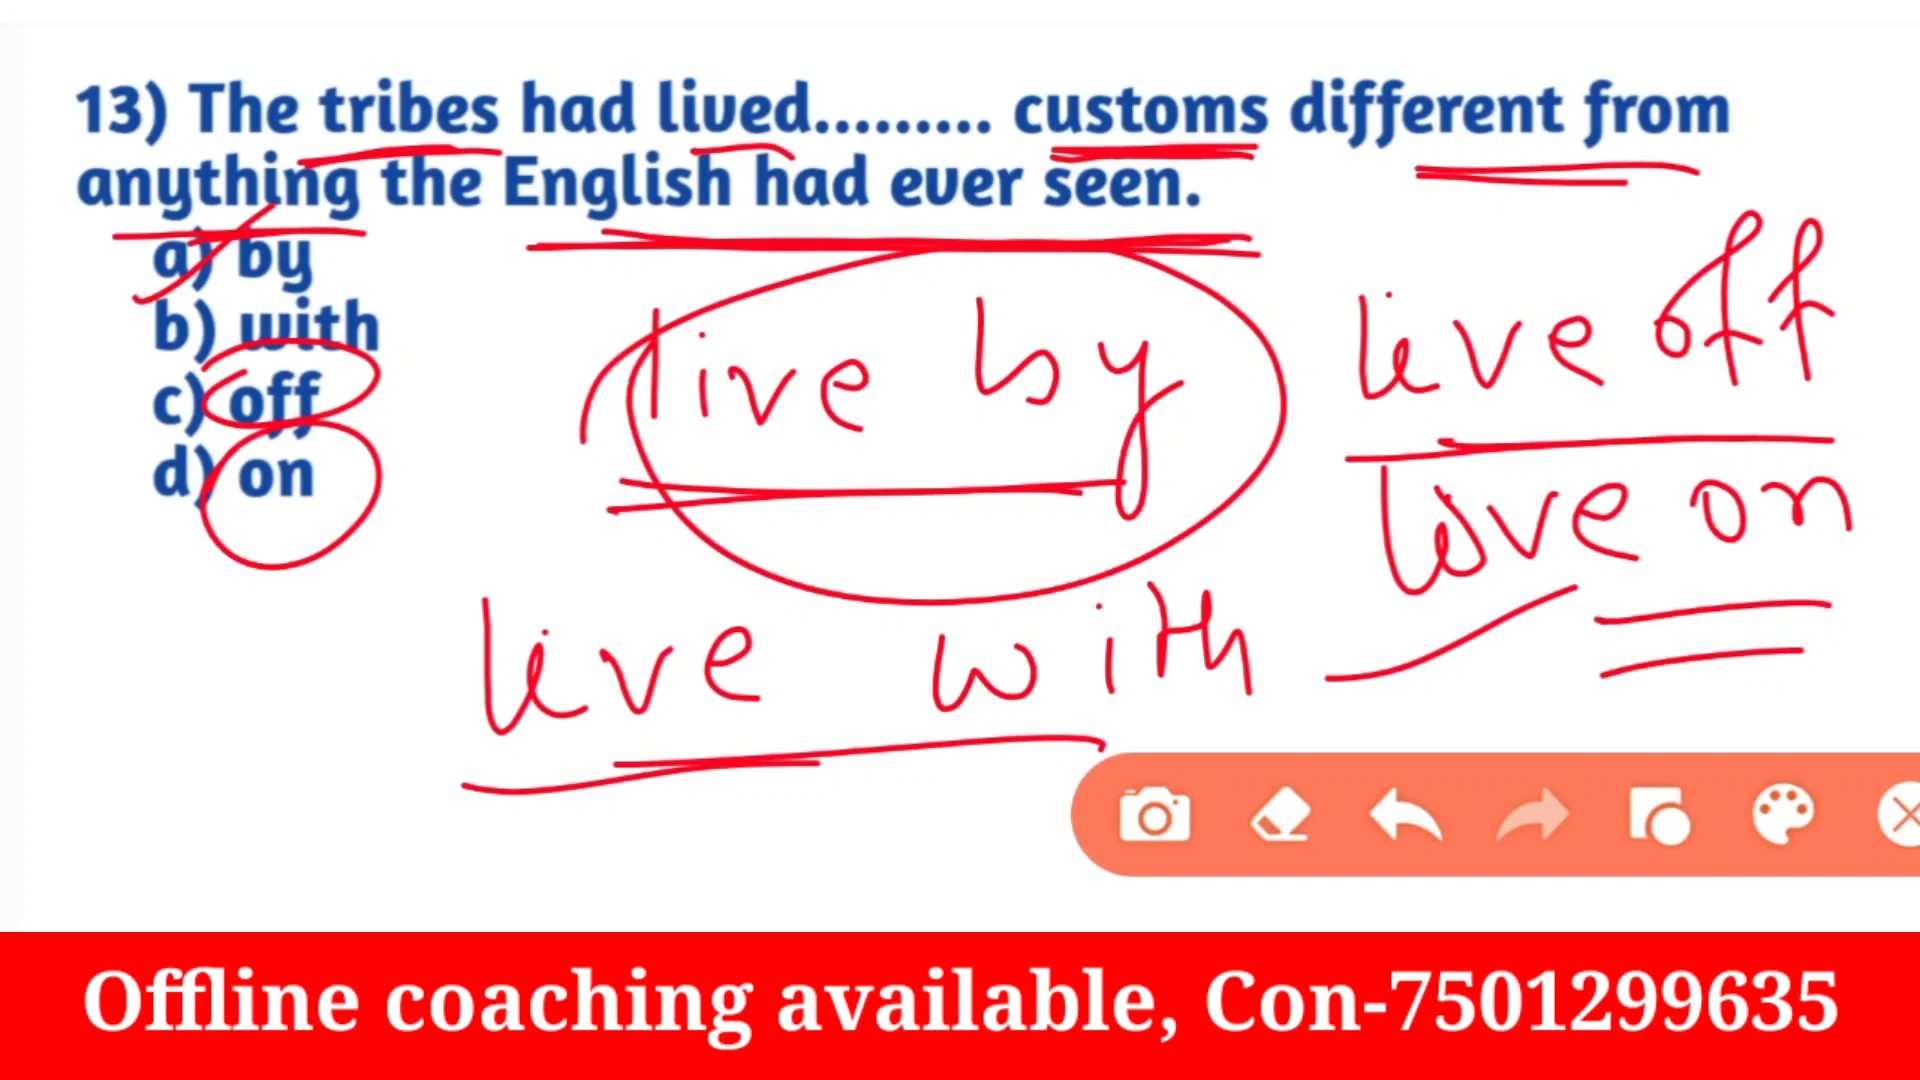 13) The tribes had lived......... customs different from
anything the English had ever seen.
a) by
b) with
c) off
d) on
live by
live off
live on
live with
Offline coaching available, Con-7501299635